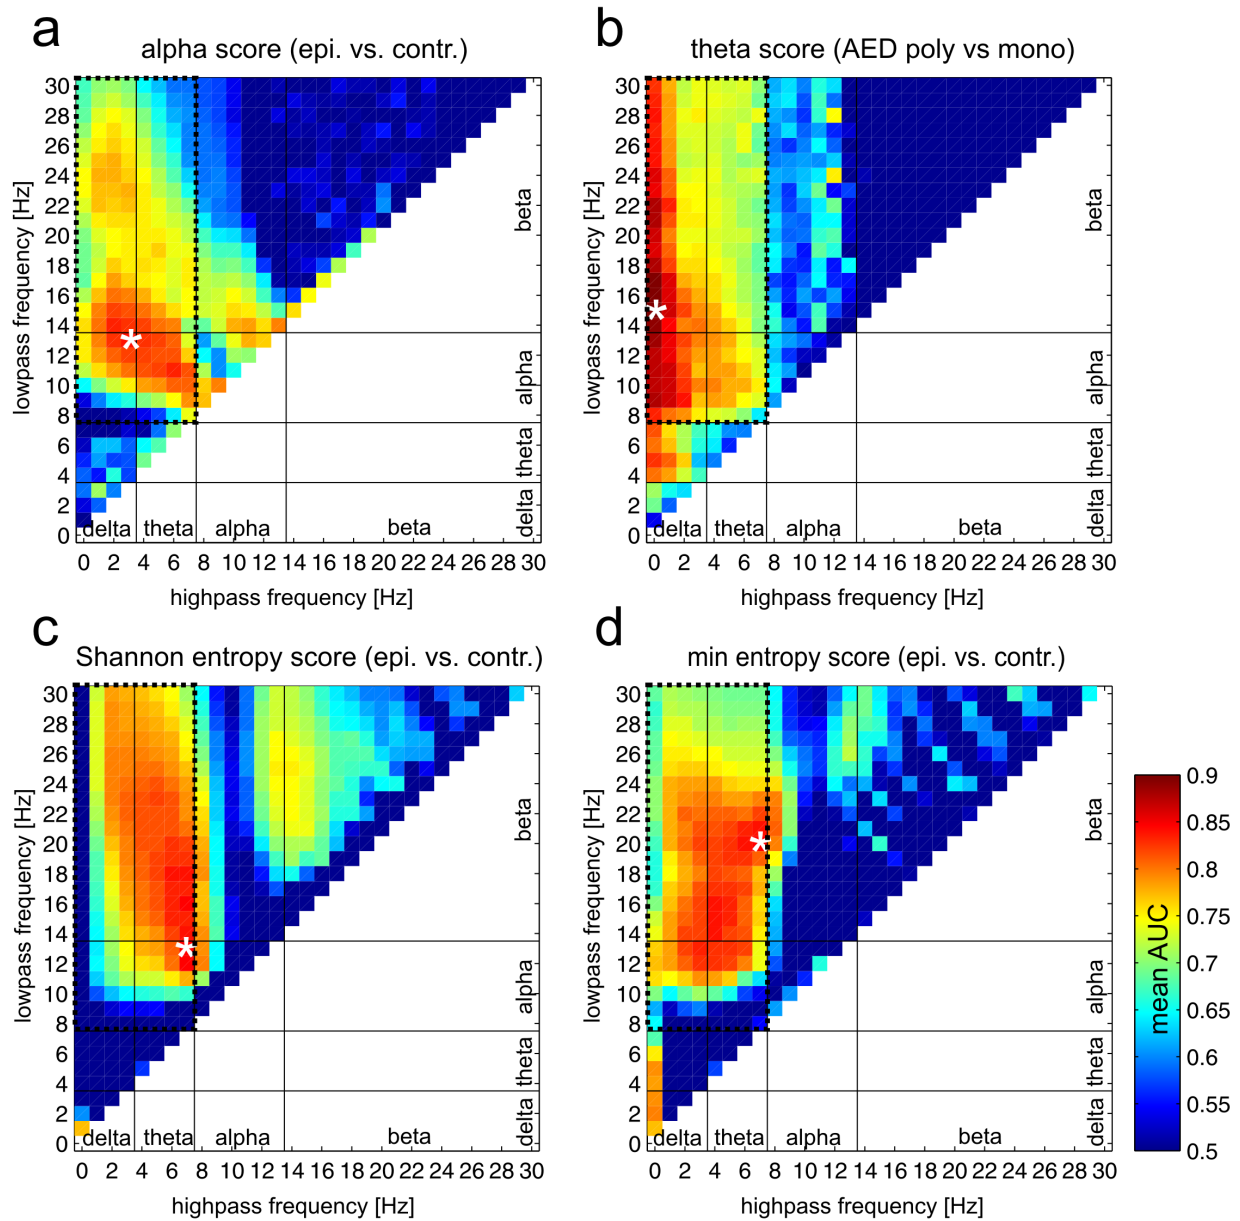 a
alpha score (epi. vs. contr.)
lowpass frequency [Hz]
30
28
26
24
22
20
18
16
14
12
10
8
6
4
2
0
beta
alpha
theta
delta
delta theta alpha beta
0 2 4 6 8 10 12 14 16 18 20 22 24 26 28 30
highpass frequency [Hz]
*
b
theta score (AED poly vs mono)
lowpass frequency [Hz]
30
28
26
24
22
20
18
16
14
12
10
8
6
4
2
0
beta
alpha
theta
delta
delta theta alpha beta
0 2 4 6 8 10 12 14 16 18 20 22 24 26 28 30
highpass frequency [Hz]
*
c
Shannon entropy score (epi. vs. contr.)
lowpass frequency [Hz]
30
28
26
24
22
20
18
16
14
12
10
8
6
4
2
0
beta
alpha
theta
delta
delta theta alpha beta
0 2 4 6 8 10 12 14 16 18 20 22 24 26 28 30
highpass frequency [Hz]
*
d
min entropy score (epi. vs. contr.)
lowpass frequency [Hz]
30
28
26
24
22
20
18
16
14
12
10
8
6
4
2
0
beta
alpha
theta
delta
delta theta alpha beta
0 2 4 6 8 10 12 14 16 18 20 22 24 26 28 30
highpass frequency [Hz]
*
mean AUC
0.9
0.85
0.8
0.75
0.7
0.65
0.6
0.55
0.5